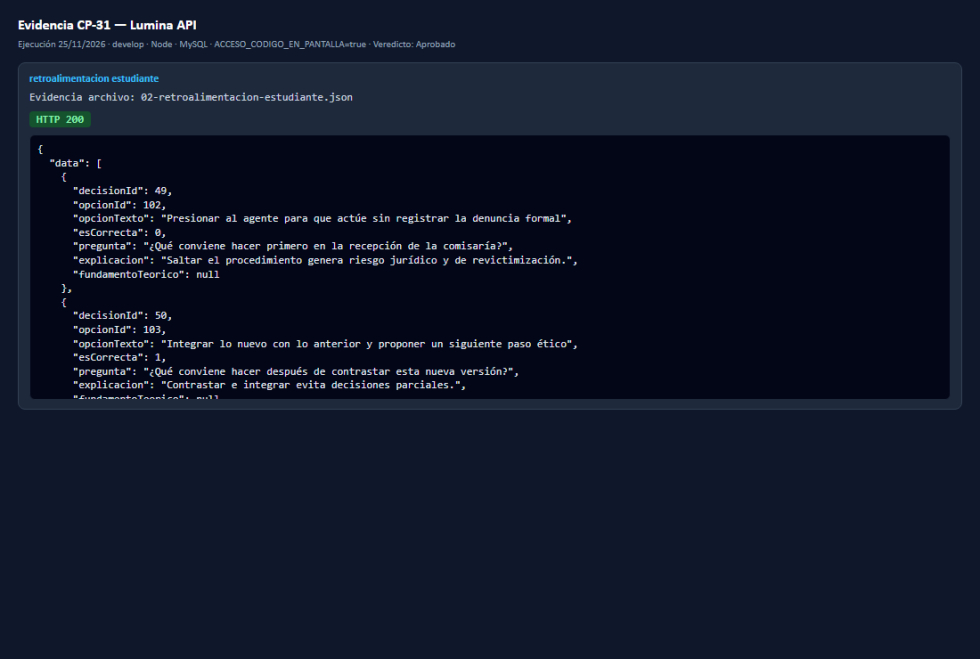 Evidencia CP-31 — Lumina API
Ejecución 25/11/2026 · develop · Node · MySQL · ACCESO_CODIGO_EN_PANTALLA=true · Veredicto: Aprobado
retroalimentacion estudiante
Evidencia archivo: 02-retroalimentacion-estudiante.json
HTTP 200
{
"data": [
{
"decisionId": 49,
"opcionId": 102,
"opcionTexto": "Presionar al agente para que actúe sin registrar la denuncia formal",
"esCorrecta": 0,
"pregunta": "¿Qué conviene hacer primero en la recepción de la comisaría?",
"explicacion": "Saltar el procedimiento genera riesgo jurídico y de revictimización.",
"fundamentoTeorico": null
},
{
"decisionId": 50,
"opcionId": 103,
"opcionTexto": "Integrar lo nuevo con lo anterior y proponer un siguiente paso ético",
"esCorrecta": 1,
"pregunta": "¿Qué conviene hacer después de contrastar esta nueva versión?",
"explicacion": "Contrastar e integrar evita decisiones parciales.",
"fundamentoTeorico": null